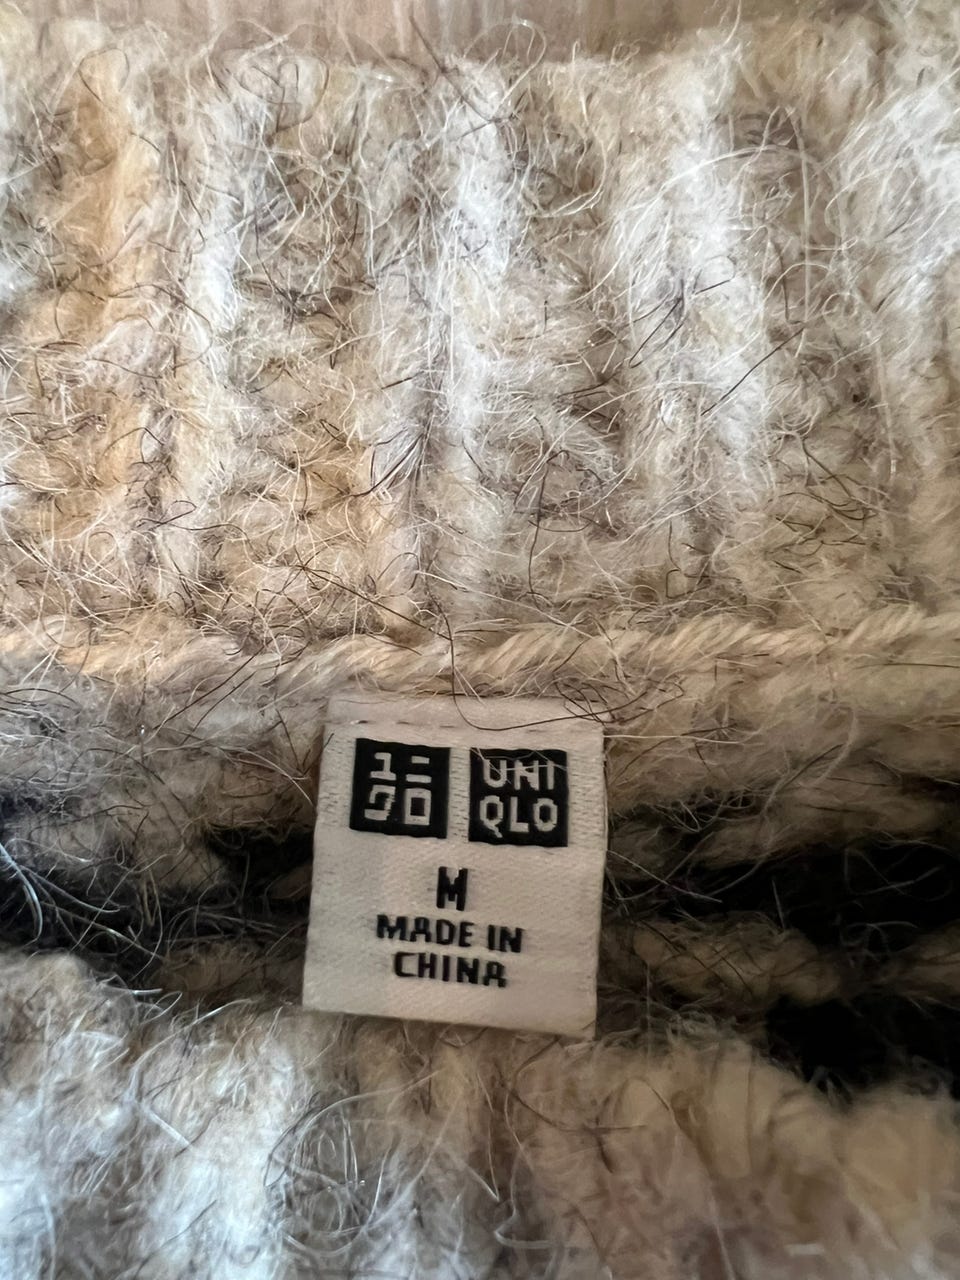 ユニ UNI
クロ QLO
M
MADE IN
CHINA